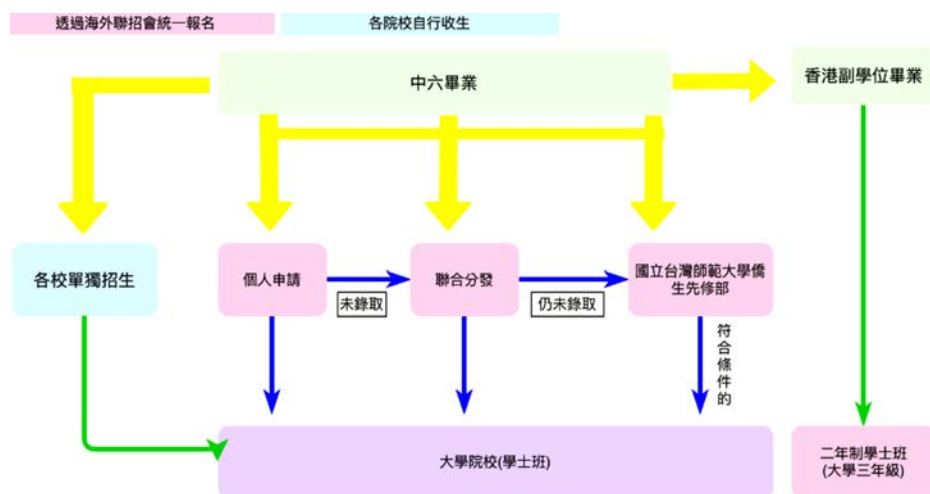 透過海外聯招會統一報名
各院校自行收生
中六畢業
香港副學位畢業
各校單獨招生
個人申請
未錄取
聯合分發
仍未錄取
國立台灣師範大學僑
生先修部
符合條件的
大學院校(學士班)
二年制學士班
(大學三年級)